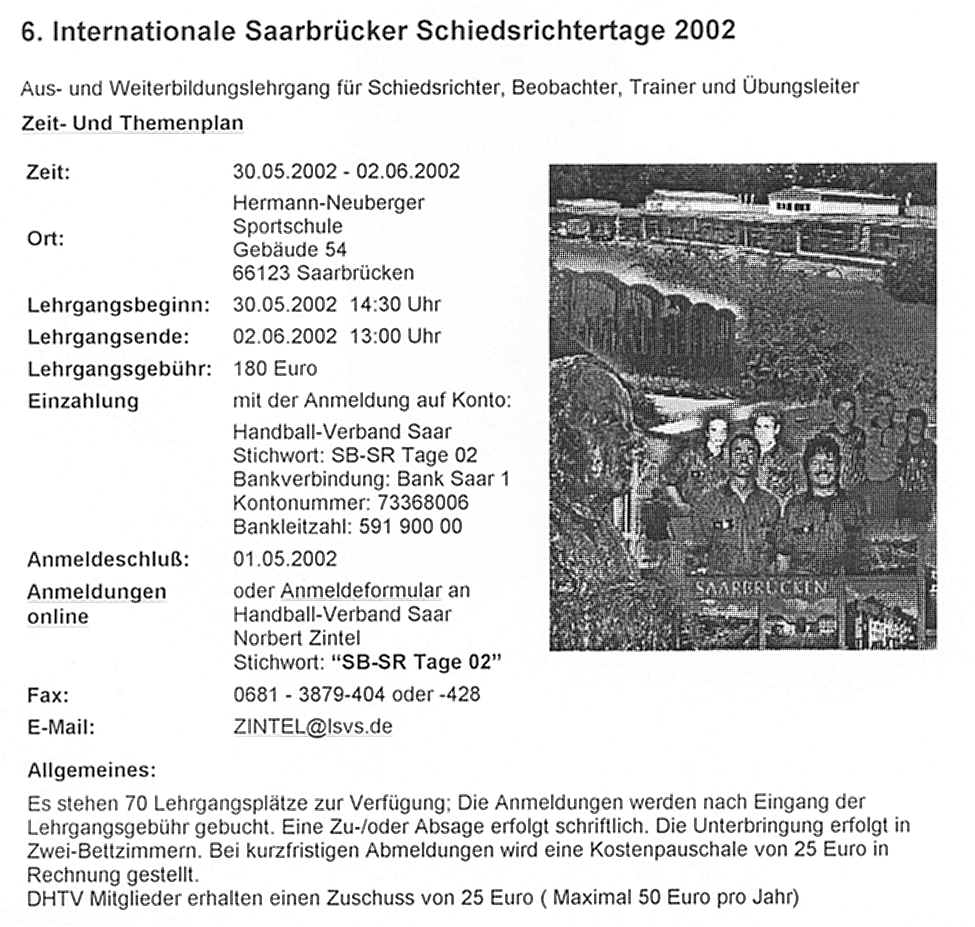 6. Internationale Saarbrücker Schiedsrichtertage 2002
Aus- und Weiterbildungslehrgang für Schiedsrichter, Beobachter, Trainer und Übungsleiter
Zeit- Und Themenplan
Zeit: 30.05.2002 - 02.06.2002
Ort: Hermann-Neuberger
Sportschule
Gebäude 54
66123 Saarbrücken
Lehrgangsbeginn: 30.05.2002 14:30 Uhr
Lehrgangsende: 02.06.2002 13:00 Uhr
Lehrgangsgebühr: 180 Euro
Einzahlung mit der Anmeldung auf Konto:
Handball-Verband Saar
Stichwort: SB-SR Tage 02
Bankverbindung: Bank Saar 1
Kontonummer: 73368006
Bankleitzahl: 591 900 00
Anmeldeschluß: 01.05.2002
Anmeldungen oder Anmeldeformular an
online Handball-Verband Saar
Norbert Zintel
Stichwort: “SB-SR Tage 02”
Fax: 0681 - 3879-404 oder -428
E-Mail: ZINTEL@lsvs.de
SAARBRÜCKEN
Allgemeines:
Es stehen 70 Lehrgangsplätze zur Verfügung; Die Anmeldungen werden nach Eingang der
Lehrgangsgebühr gebucht. Eine Zu-/oder Absage erfolgt schriftlich. Die Unterbringung erfolgt in
Zwei-Bettzimmern. Bei kurzfristigen Abmeldungen wird eine Kostenpauschale von 25 Euro in
Rechnung gestellt.
DHTV Mitglieder erhalten einen Zuschuss von 25 Euro ( Maximal 50 Euro pro Jahr)